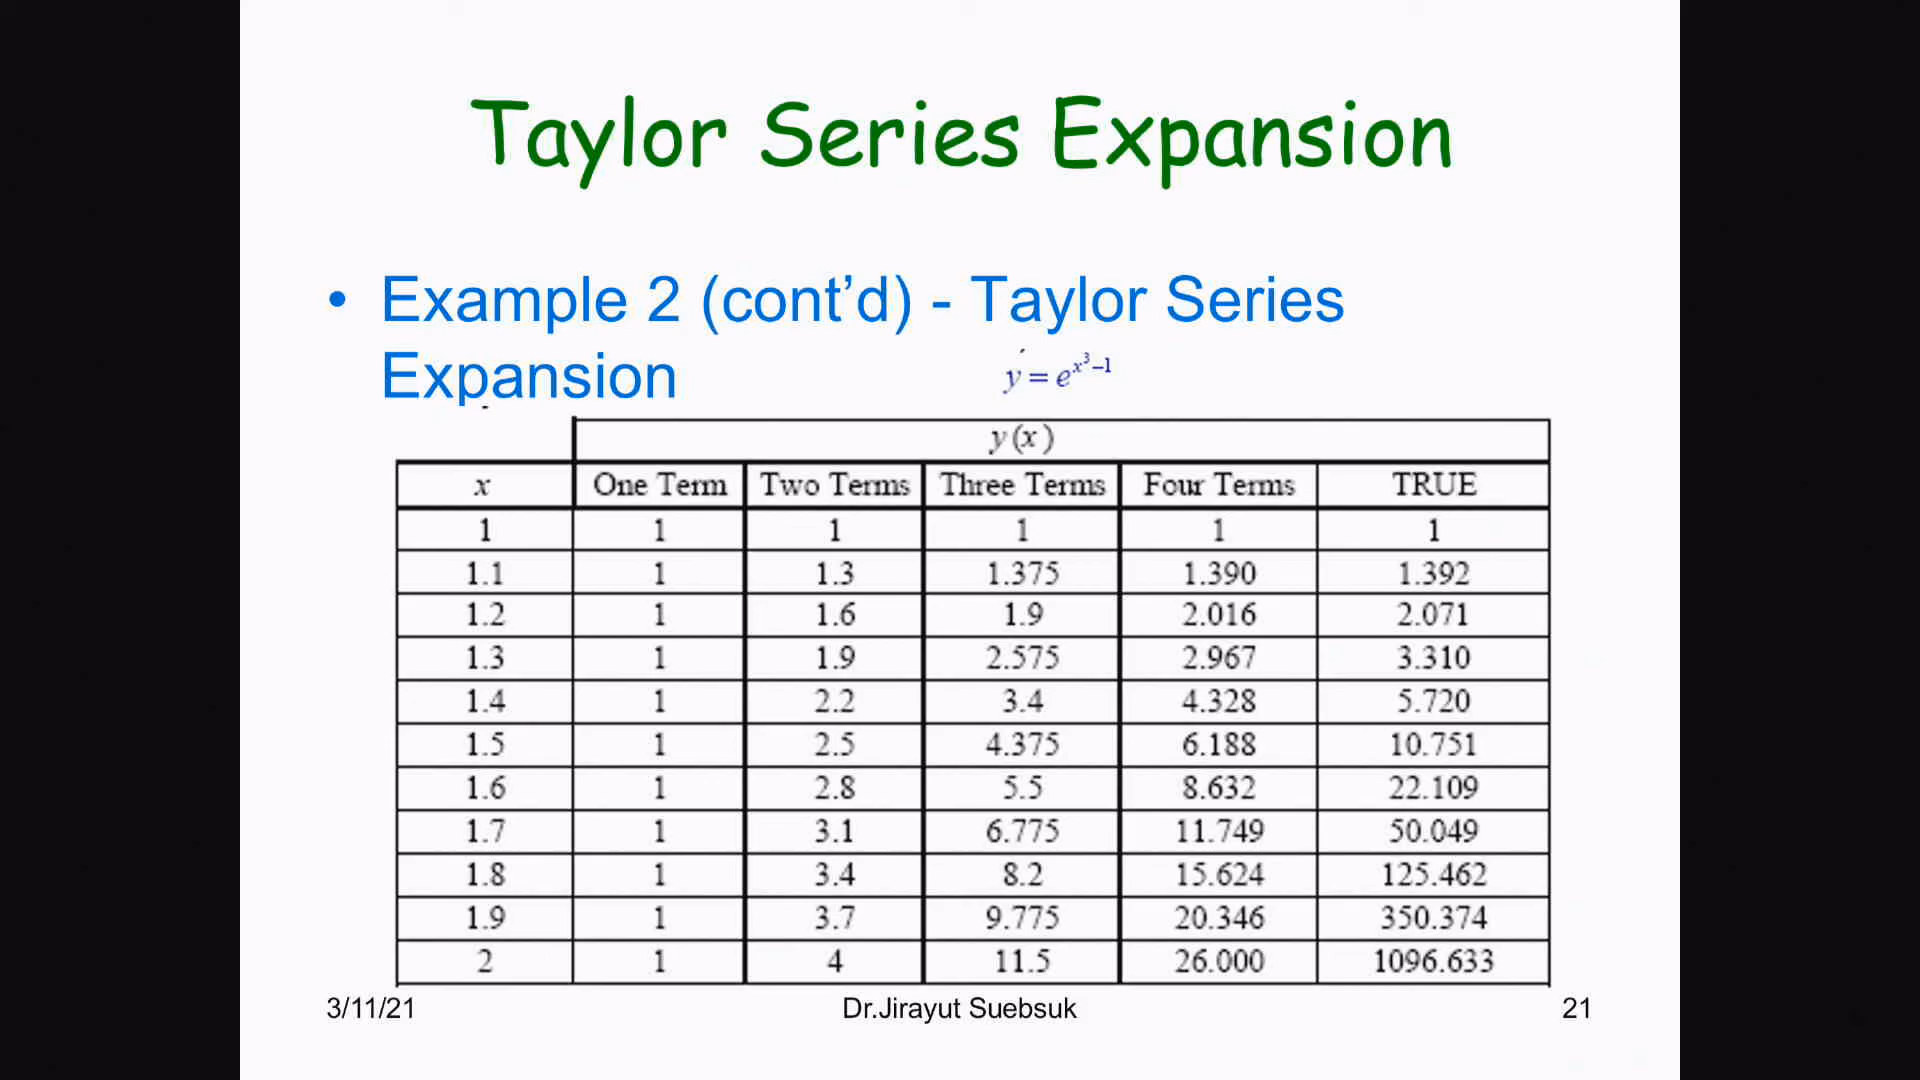 Taylor Series Expansion
• Example 2 (cont’d) - Taylor Series
Expansion
y = e^{x^3-1}
y(x)
x One Term Two Terms Three Terms Four Terms TRUE
1 1 1 1 1 1
1.1 1 1.3 1.375 1.390 1.392
1.2 1 1.6 1.9 2.016 2.071
1.3 1 1.9 2.575 2.967 3.310
1.4 1 2.2 3.4 4.328 5.720
1.5 1 2.5 4.375 6.188 10.751
1.6 1 2.8 5.5 8.632 22.109
1.7 1 3.1 6.775 11.749 50.049
1.8 1 3.4 8.2 15.624 125.462
1.9 1 3.7 9.775 20.346 350.374
2 1 4 11.5 26.000 1096.633
3/11/21 Dr.Jirayut Suebsuk 21